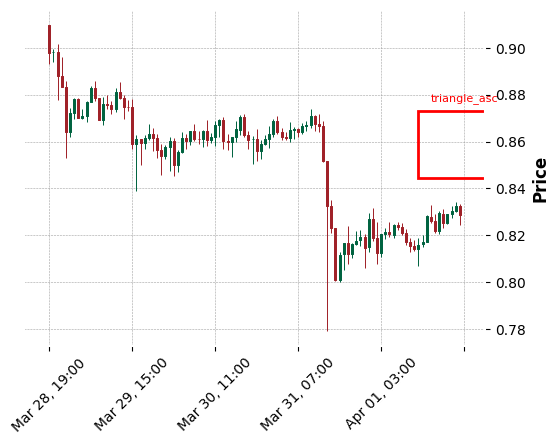 0.90
triangle_asc
0.88
0.86
0.84
0.82
0.80
0.78
Price
Mar 28, 19:00
Mar 29, 15:00
Mar 30, 11:00
Mar 31, 07:00
Apr 01, 03:00